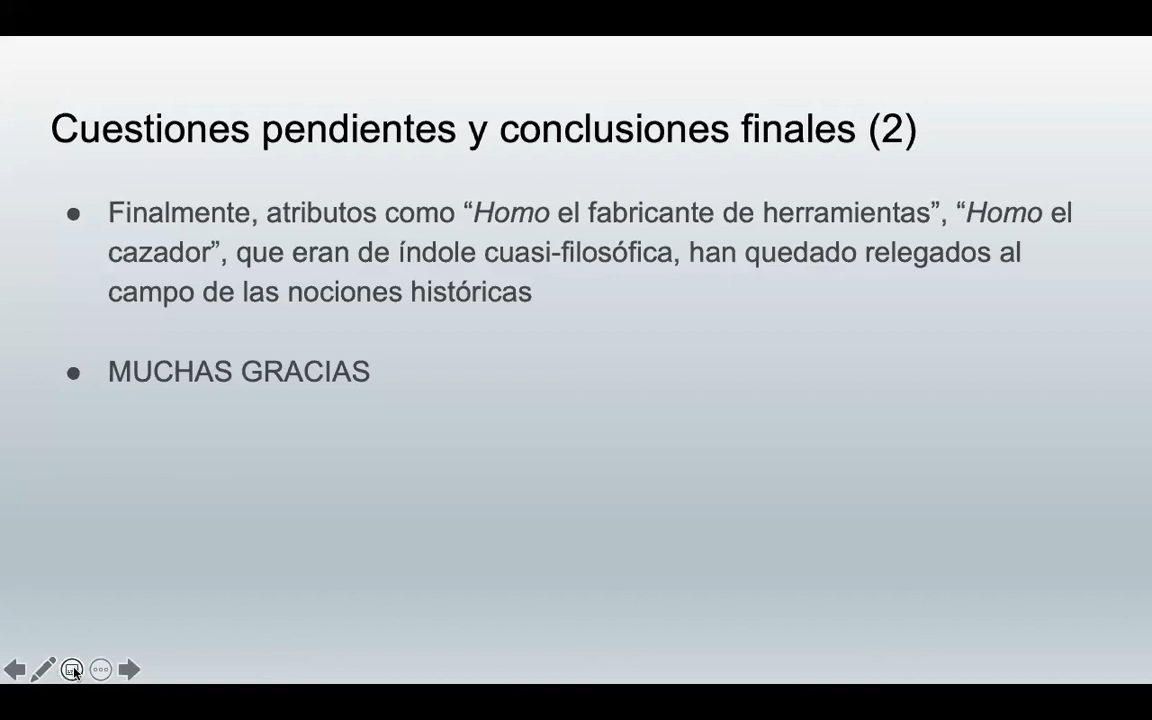 Cuestiones pendientes y conclusiones finales (2)
● Finalmente, atributos como “Homo el fabricante de herramientas”, “Homo el
cazador”, que eran de índole cuasi-filosófica, han quedado relegados al
campo de las nociones históricas
● MUCHAS GRACIAS